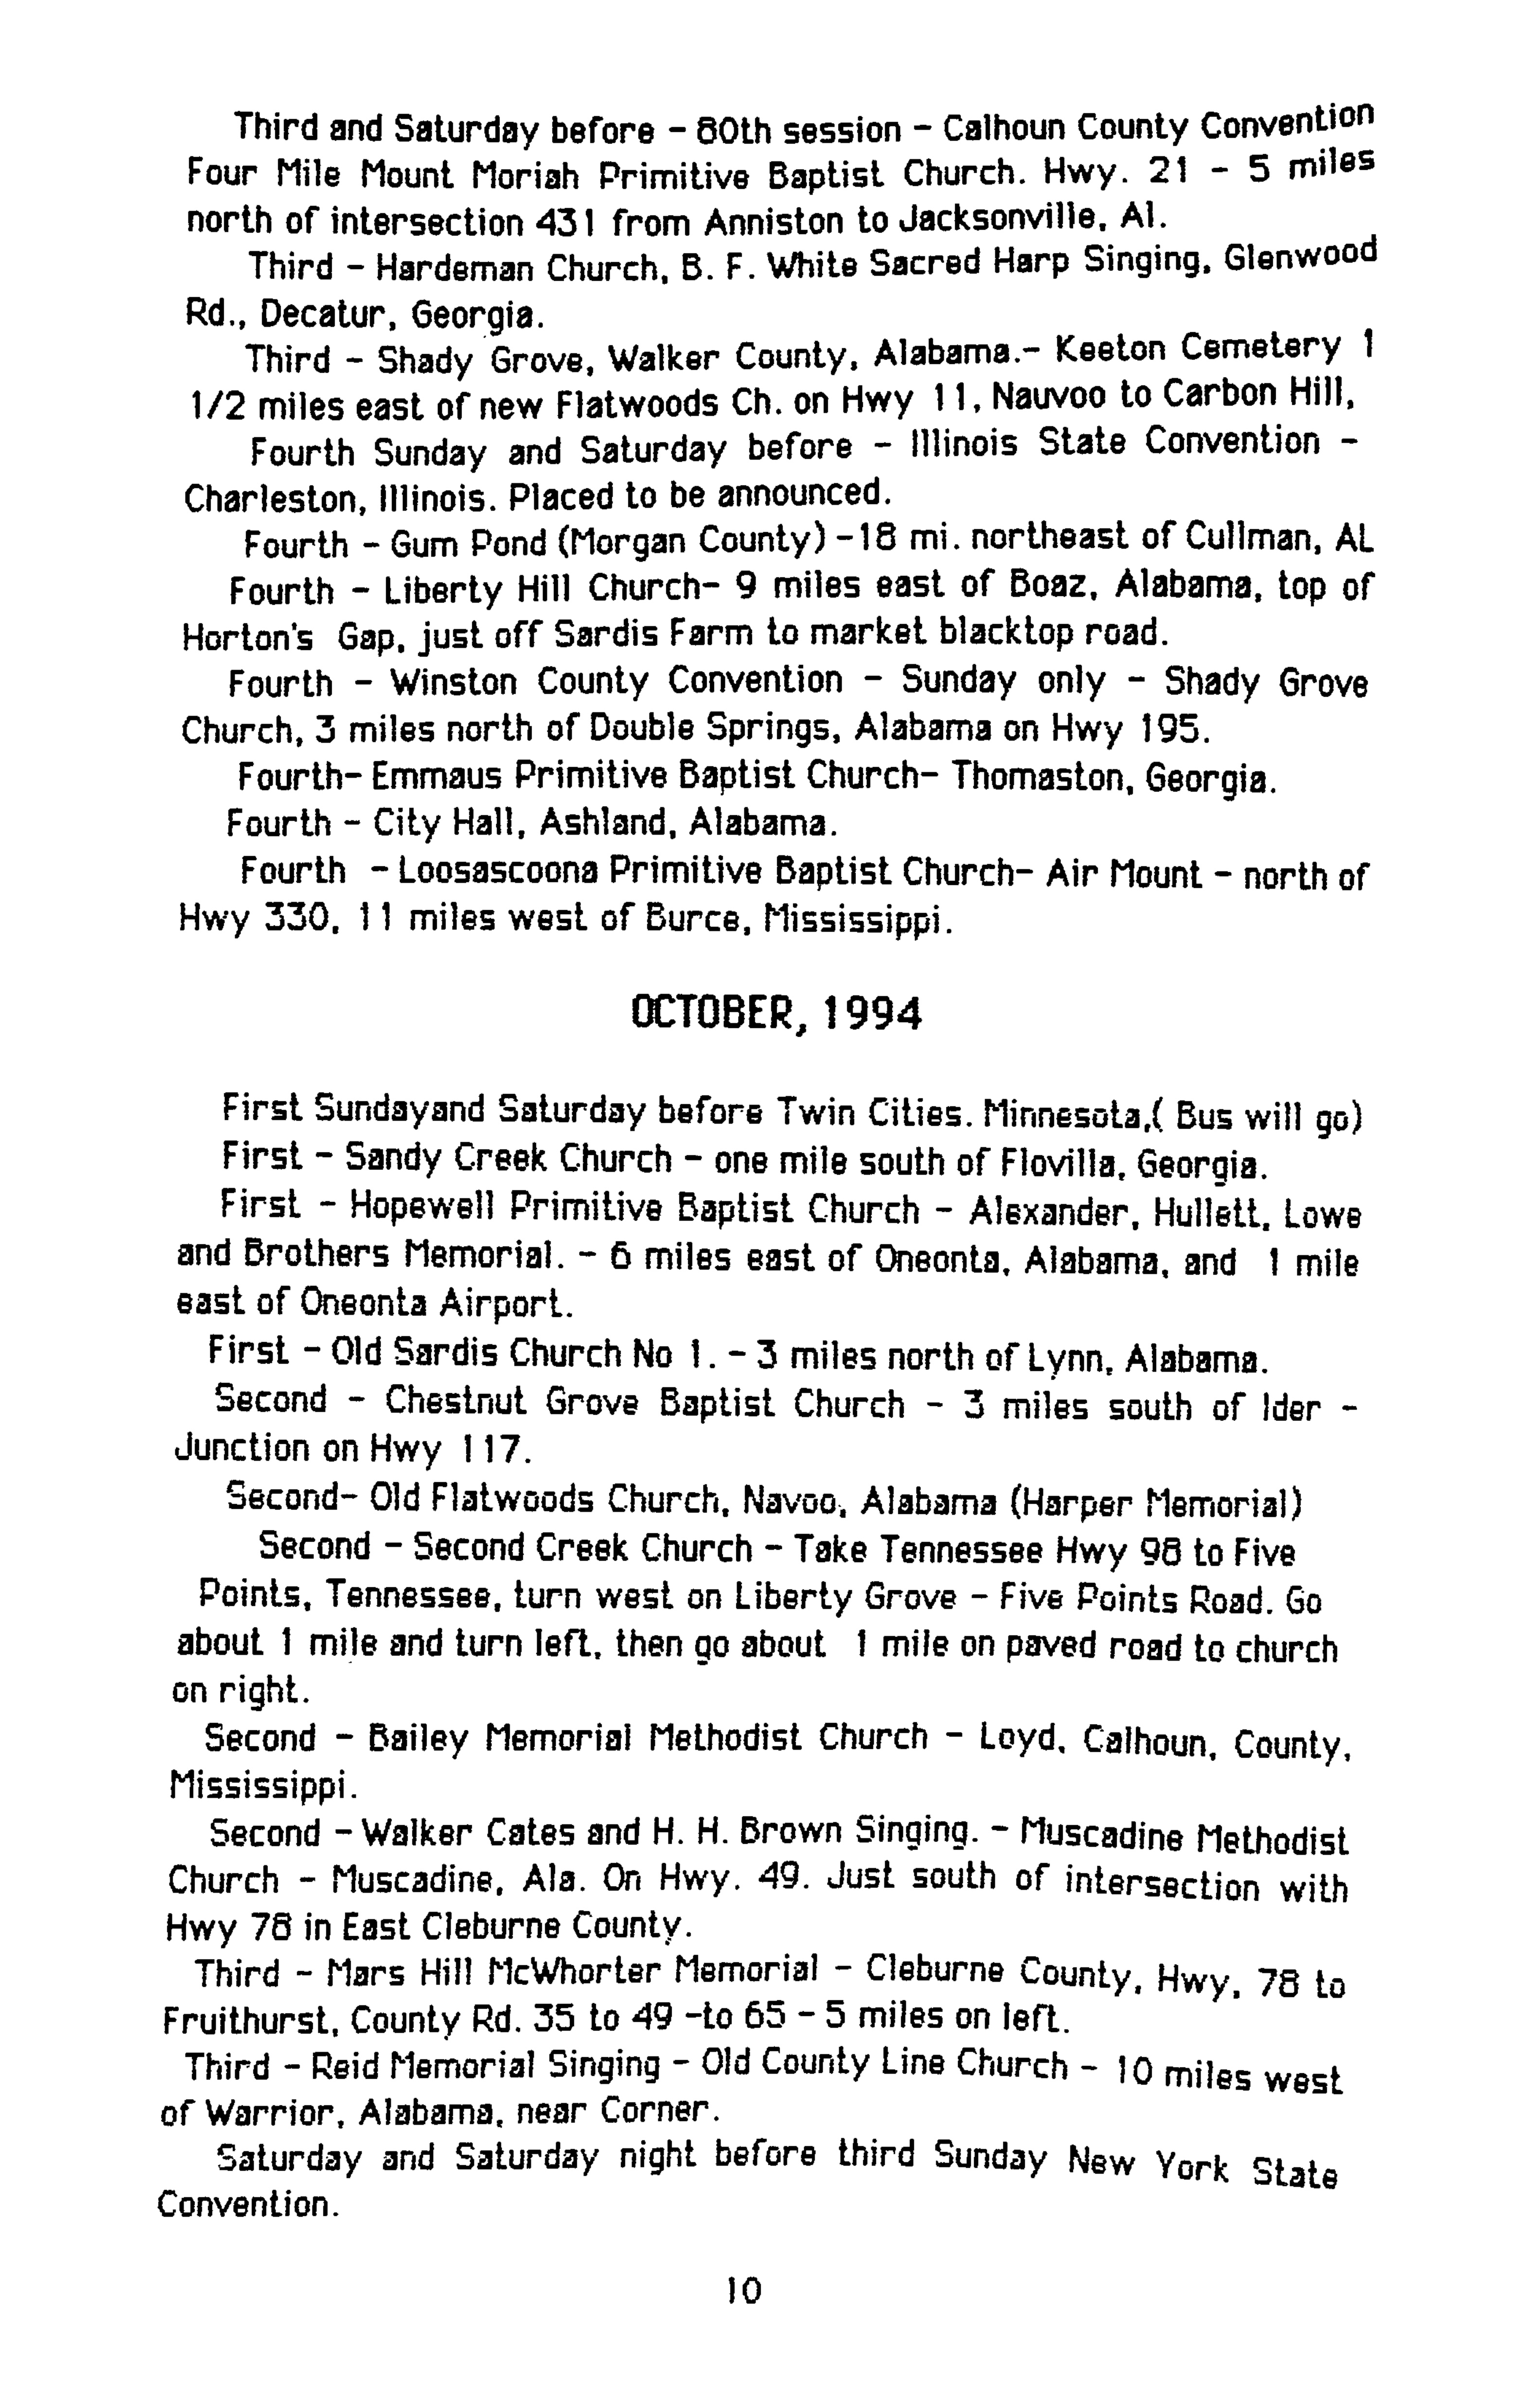 Third and Saturday before - 80th session - Calhoun County Convention
Four Mile Mount Moriah Primitive Baptist Church. Hwy. 21 - 5 miles
north of intersection 431 from Anniston to Jacksonville, Al.
Third - Hardeman Church, B. F. White Sacred Harp Singing, Glenwood
Rd., Decatur, Georgia.
Third - Shady Grove, Walker County, Alabama.- Keeton Cemetery 1
1/2 miles east of new Flatwoods Ch. on Hwy 11, Nauvoo to Carbon Hill,
Fourth Sunday and Saturday before - Illinois State Convention -
Charleston, Illinois. Placed to be announced.
Fourth - Gum Pond (Morgan County) -18 mi. northeast of Cullman, AL
Fourth - Liberty Hill Church- 9 miles east of Boaz, Alabama, top of
Horton's Gap, just off Sardis Farm to market blacktop road.
Fourth - Winston County Convention - Sunday only - Shady Grove
Church, 3 miles north of Double Springs, Alabama on Hwy 195.
Fourth- Emmaus Primitive Baptist Church- Thomaston, Georgia.
Fourth - City Hall, Ashland, Alabama.
Fourth - Loosascoona Primitive Baptist Church- Air Mount - north of
Hwy 330, 11 miles west of Burce, Mississippi.
OCTOBER, 1994
First Sundayand Saturday before Twin Cities. Minnesota,( Bus will go)
First - Sandy Creek Church - one mile south of Flovilla, Georgia.
First - Hopewell Primitive Baptist Church - Alexander, Hullett, Lowe
and Brothers Memorial. - 6 miles east of Oneonta, Alabama, and 1 mile
east of Oneonta Airport.
First - Old Sardis Church No 1. - 3 miles north of Lynn, Alabama.
Second - Chestnut Grove Baptist Church - 3 miles south of Ider -
Junction on Hwy 117.
Second- Old Flatwoods Church, Navoo, Alabama (Harper Memorial)
Second - Second Creek Church - Take Tennessee Hwy 98 to Five
Points, Tennessee, turn west on Liberty Grove - Five Points Road. Go
about 1 mile and turn left, then go about 1 mile on paved road to church
on right.
Second - Bailey Memorial Methodist Church - Loyd, Calhoun, County,
Mississippi.
Second - Walker Cates and H. H. Brown Singing. - Muscadine Methodist
Church - Muscadine, Ala. On Hwy. 49. Just south of intersection with
Hwy 78 in East Cleburne County.
Third - Mars Hill McWhorter Memorial - Cleburne County, Hwy, 78 to
Fruithurst, County Rd. 35 to 49 -to 65 - 5 miles on left.
Third - Reid Memorial Singing - Old County Line Church - 10 miles west
of Warrior, Alabama, near Corner.
Saturday and Saturday night before third Sunday New York State
Convention.
10